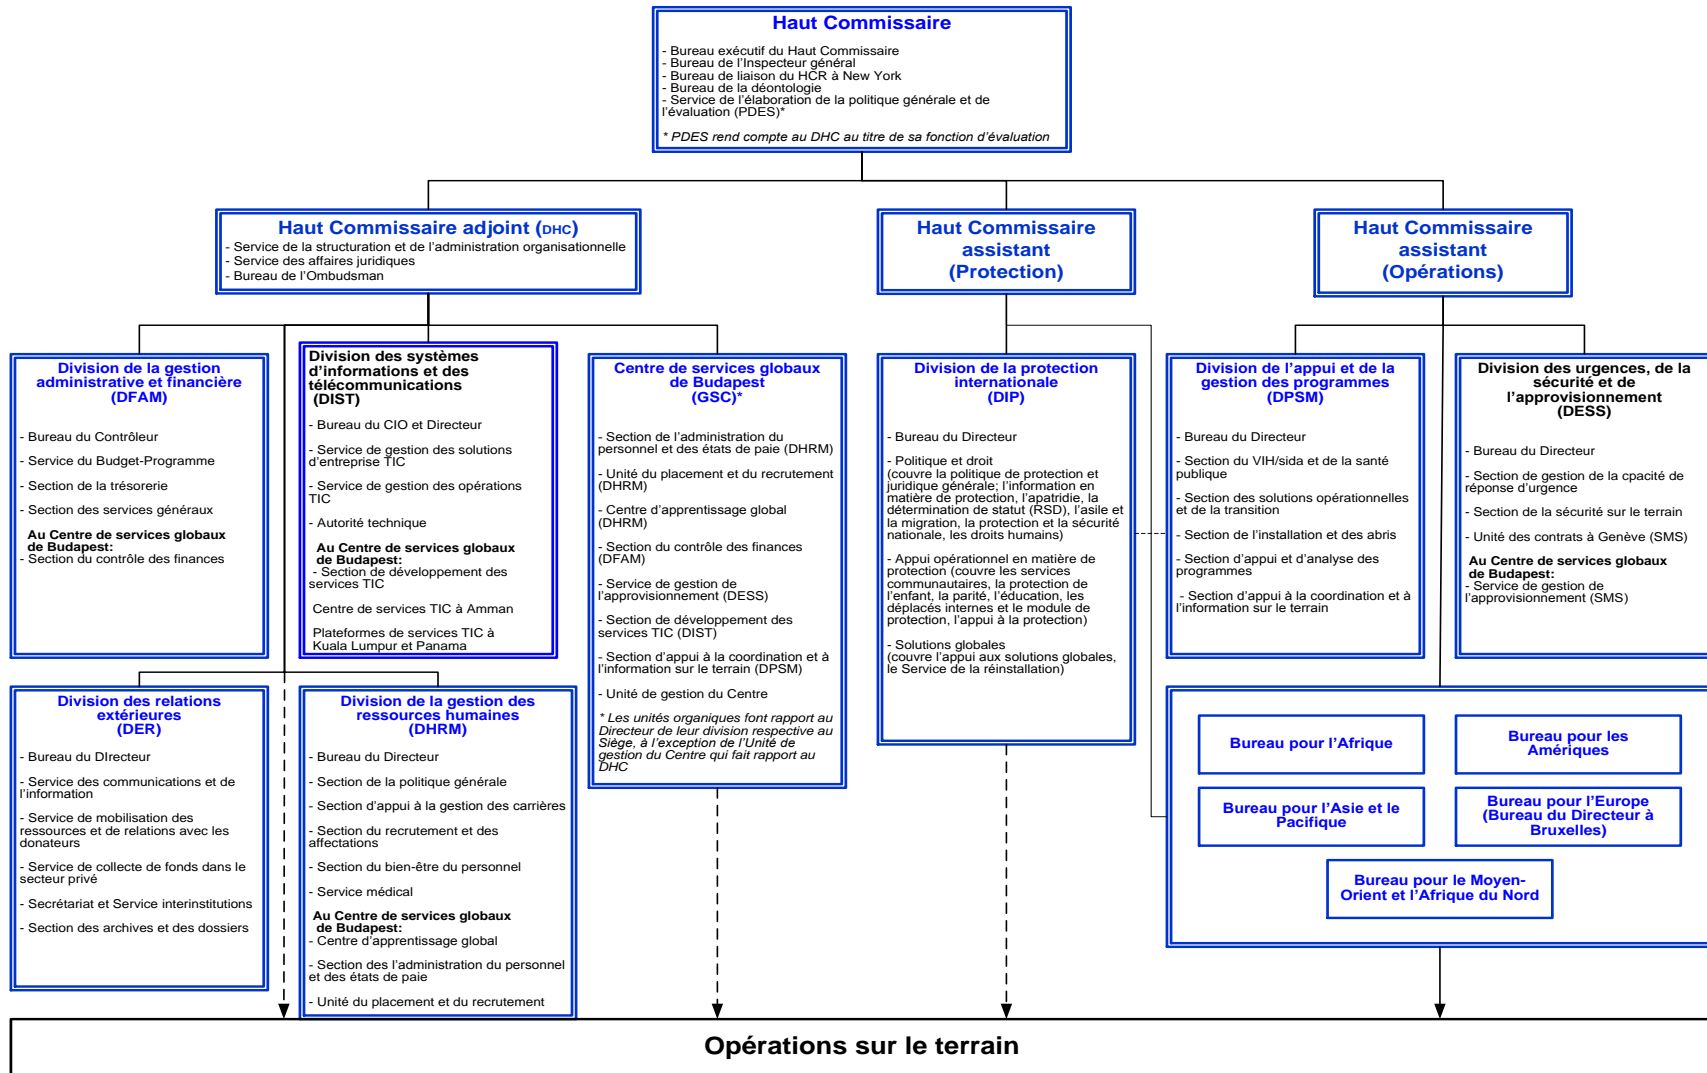 Haut Commissaire
- Bureau exécutif du Haut Commissaire
- Bureau de l'Inspecteur général
- Bureau de liaison du HCR à New York
- Bureau de la déontologie
- Service de l'élaboration de la politique générale et de
l'évaluation (PDES)*
* PDES rend compte au DHC au titre de sa fonction d'évaluation
Haut Commissaire adjoint (DHC)
- Service de la structuration et de l'administration organisationnelle
- Service des affaires juridiques
- Bureau de l'Ombudsman
Haut Commissaire
assistant
(Protection)
Haut Commissaire
assistant
(Opérations)
Division de la gestion
administrative et financière
(DFAM)
- Bureau du Contrôleur
- Service du Budget-Programme
- Section de la trésorerie
- Section des services généraux
Au Centre de services globaux
de Budapest:
- Section du contrôle des finances
Division des systèmes
d'informations et des
télécommunications
(DIST)
- Bureau du CIO et Directeur
- Service de gestion des solutions
d'entreprise TIC
- Service de gestion des opérations
TIC
- Autorité technique
Au Centre de services globaux
de Budapest:
- Section de développement des
services TIC
Centre de services TIC à Amman
Plateformes de services TIC à
Kuala Lumpur et Panama
Centre de services globaux
de Budapest
(GSC)*
- Section de l'administration du
personnel et des états de paie (DHRM)
- Unité du placement et du recrutement
(DHRM)
- Centre d'apprentissage global
(DHRM)
- Section du contrôle des finances
(DFAM)
- Service de gestion de
l'approvisionnement (DESS)
- Section de développement des
services TIC (DIST)
- Section d'appui à la coordination et à
l'information sur le terrain (DPSM)
- Unité de gestion du Centre
* Les unités organiques font rapport au
Directeur de leur division respective au
Siège, à l'exception de l'Unité de
gestion du Centre qui fait rapport au
DHC
Division de la protection
internationale
(DIP)
- Bureau du Directeur
- Politique et droit
(couvre la politique de protection et
juridique générale; l'information en
matière de protection, l'apatridie, la
détermination de statut (RSD), l'asile et
la migration, la protection et la sécurité
nationale, les droits humains)
- Appui opérationnel en matière de
protection (couvre les services
communautaires, la protection de
l'enfant, la parité, l'éducation, les
déplacés internes et le module de
protection, l'appui à la protection)
- Solutions globales
(couvre l'appui aux solutions globales,
le Service de la réinstallation)
Division de l'appui et de la
gestion des programmes
(DPSM)
- Bureau du Directeur
- Section du VIH/sida et de la santé
publique
- Section des solutions opérationnelles
et de la transition
- Section de l'installation et des abris
- Section d'appui et d'analyse des
programmes
- Section d'appui à la coordination et à
l'information sur le terrain
Division des urgences, de la
sécurité et de
l'approvisionnement
(DESS)
- Bureau du Directeur
- Section de gestion de la cpacité de
réponse d'urgence
- Section de la sécurité sur le terrain
- Unité des contrats à Genève (SMS)
Au Centre de services globaux
de Budapest:
- Service de gestion de
l'approvisionnement (SMS)
Division des relations
extérieures
(DER)
- Bureau du DIrecteur
- Service des communications et de
l'information
- Service de mobilisation des
ressources et de relations avec les
donateurs
- Service de collecte de fonds dans le
secteur privé
- Secrétariat et Service interinstitutions
- Section des archives et des dossiers
Division de la gestion des
ressources humaines
(DHRM)
- Bureau du Directeur
- Section de la politique générale
- Section d'appui à la gestion des carrières
- Section du recrutement et des
affectations
- Section du bien-être du personnel
- Service médical
Au Centre de services globaux
de Budapest:
- Centre d'apprentissage global
- Section des l'administration du personnel
et des états de paie
- Unité du placement et du recrutement
Bureau pour l'Afrique
Bureau pour les
Amériques
Bureau pour l'Asie et le
Pacifique
Bureau pour l'Europe
(Bureau du Directeur à
Bruxelles)
Bureau pour le Moyen-
Orient et l'Afrique du Nord
Opérations sur le terrain